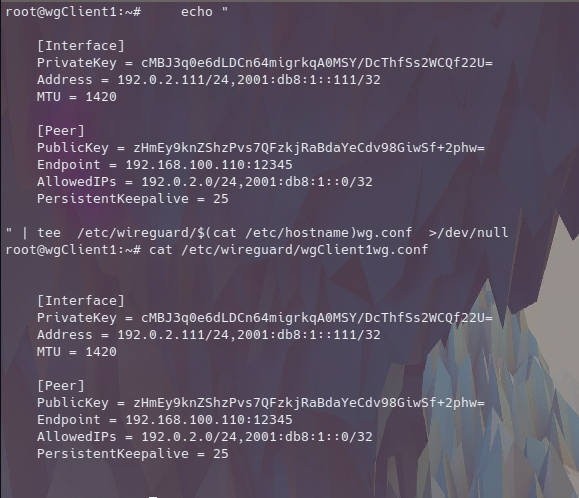 root@wgClient1:~#     echo "
[Interface]
PrivateKey = cMBJ3q0e6dLDCn64migrkqA0MSY/DcThfSs2WCQf22U=
Address = 192.0.2.111/24,2001:db8:1::111/32
MTU = 1420
[Peer]
PublicKey = zHmEy9knZShzPvs7QFzkjRaBdaYeCdv98GiwSf+2phw=
Endpoint = 192.168.100.110:12345
AllowedIPs = 192.0.2.0/24,2001:db8:1::0/32
PersistentKeepalive = 25
" | tee  /etc/wireguard/$(cat /etc/hostname)wg.conf  >/dev/null
root@wgClient1:~# cat /etc/wireguard/wgClient1wg.conf
[Interface]
PrivateKey = cMBJ3q0e6dLDCn64migrkqA0MSY/DcThfSs2WCQf22U=
Address = 192.0.2.111/24,2001:db8:1::111/32
MTU = 1420
[Peer]
PublicKey = zHmEy9knZShzPvs7QFzkjRaBdaYeCdv98GiwSf+2phw=
Endpoint = 192.168.100.110:12345
AllowedIPs = 192.0.2.0/24,2001:db8:1::0/32
PersistentKeepalive = 25